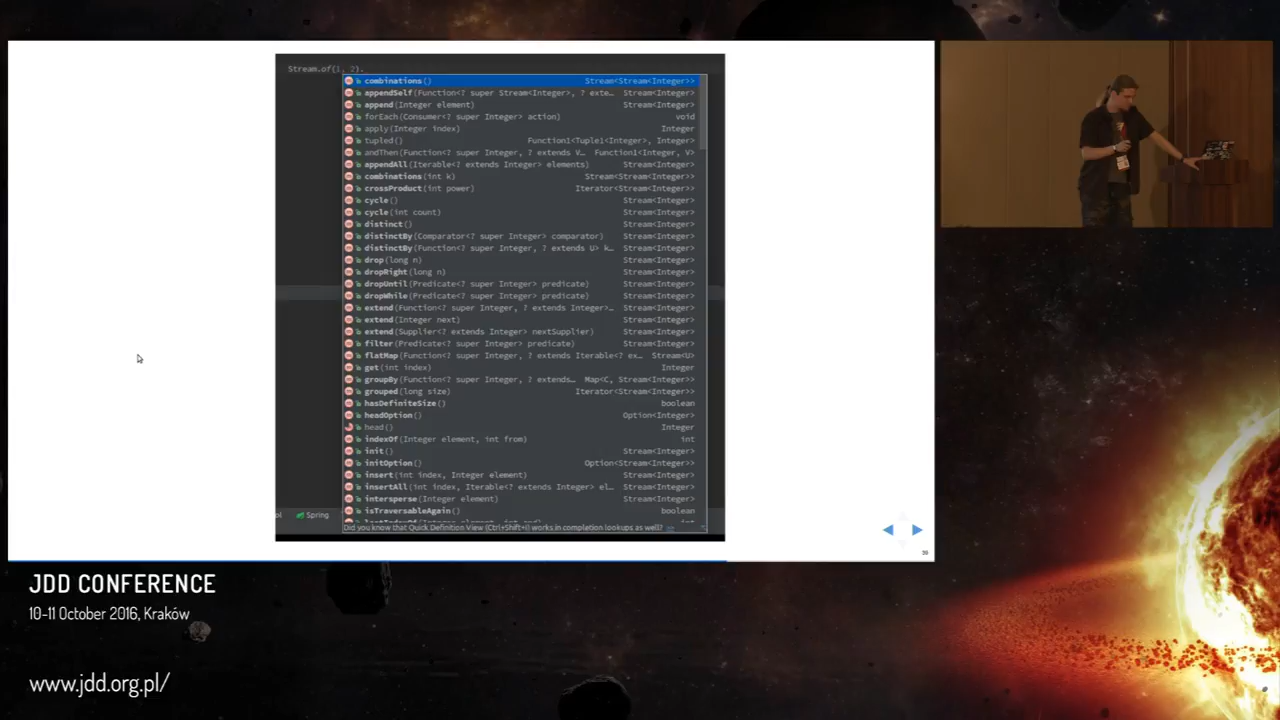 Stream.of(1, 2).
combinations() Stream<Stream<Integer>>
appendSelf(Function<? super Stream<Integer>, ? exte… Stream<Integer>
append(Integer element) Stream<Integer>
forEach(Consumer<? super Integer> action) void
apply(Integer index) Integer
tupled() Function1<Tuple1<Integer>, Integer>
andThen(Function<? super Integer, ? extends V… Function1<Integer, V>
appendAll(Iterable<? extends Integer> elements) Stream<Integer>
combinations(int k) Stream<Stream<Integer>>
crossProduct(int power) Iterator<Stream<Integer>>
cycle() Stream<Integer>
cycle(int count) Stream<Integer>
distinct() Stream<Integer>
distinctBy(Comparator<? super Integer> comparator) Stream<Integer>
distinctBy(Function<? super Integer, ? extends U> k… Stream<Integer>
drop(long n) Stream<Integer>
dropRight(long n) Stream<Integer>
dropUntil(Predicate<? super Integer> predicate) Stream<Integer>
dropWhile(Predicate<? super Integer> predicate) Stream<Integer>
extend(Function<? super Integer, ? extends Integer>… Stream<Integer>
extend(Integer next) Stream<Integer>
extend(Supplier<? extends Integer> nextSupplier) Stream<Integer>
filter(Predicate<? super Integer> predicate) Stream<Integer>
flatMap(Function<? super Integer, ? extends Iterable<? ex… Stream<U>
get(int index) Integer
groupBy(Function<? super Integer, ? extends… Map<C, Stream<Integer>>
grouped(long size) Iterator<Stream<Integer>>
hasDefiniteSize() boolean
headOption() Option<Integer>
head() Integer
indexOf(Integer element, int from) int
init() Stream<Integer>
initOption() Option<Stream<Integer>>
insert(int index, Integer element) Stream<Integer>
insertAll(int index, Iterable<? extends Integer> el… Stream<Integer>
intersperse(Integer element) Stream<Integer>
isTraversableAgain() boolean
Spring
Did you know that Quick Definition View (Ctrl+Shift+I) works in completion lookups as well? >>
JDD CONFERENCE
10-11 October 2016, Kraków
www.jdd.org.pl/